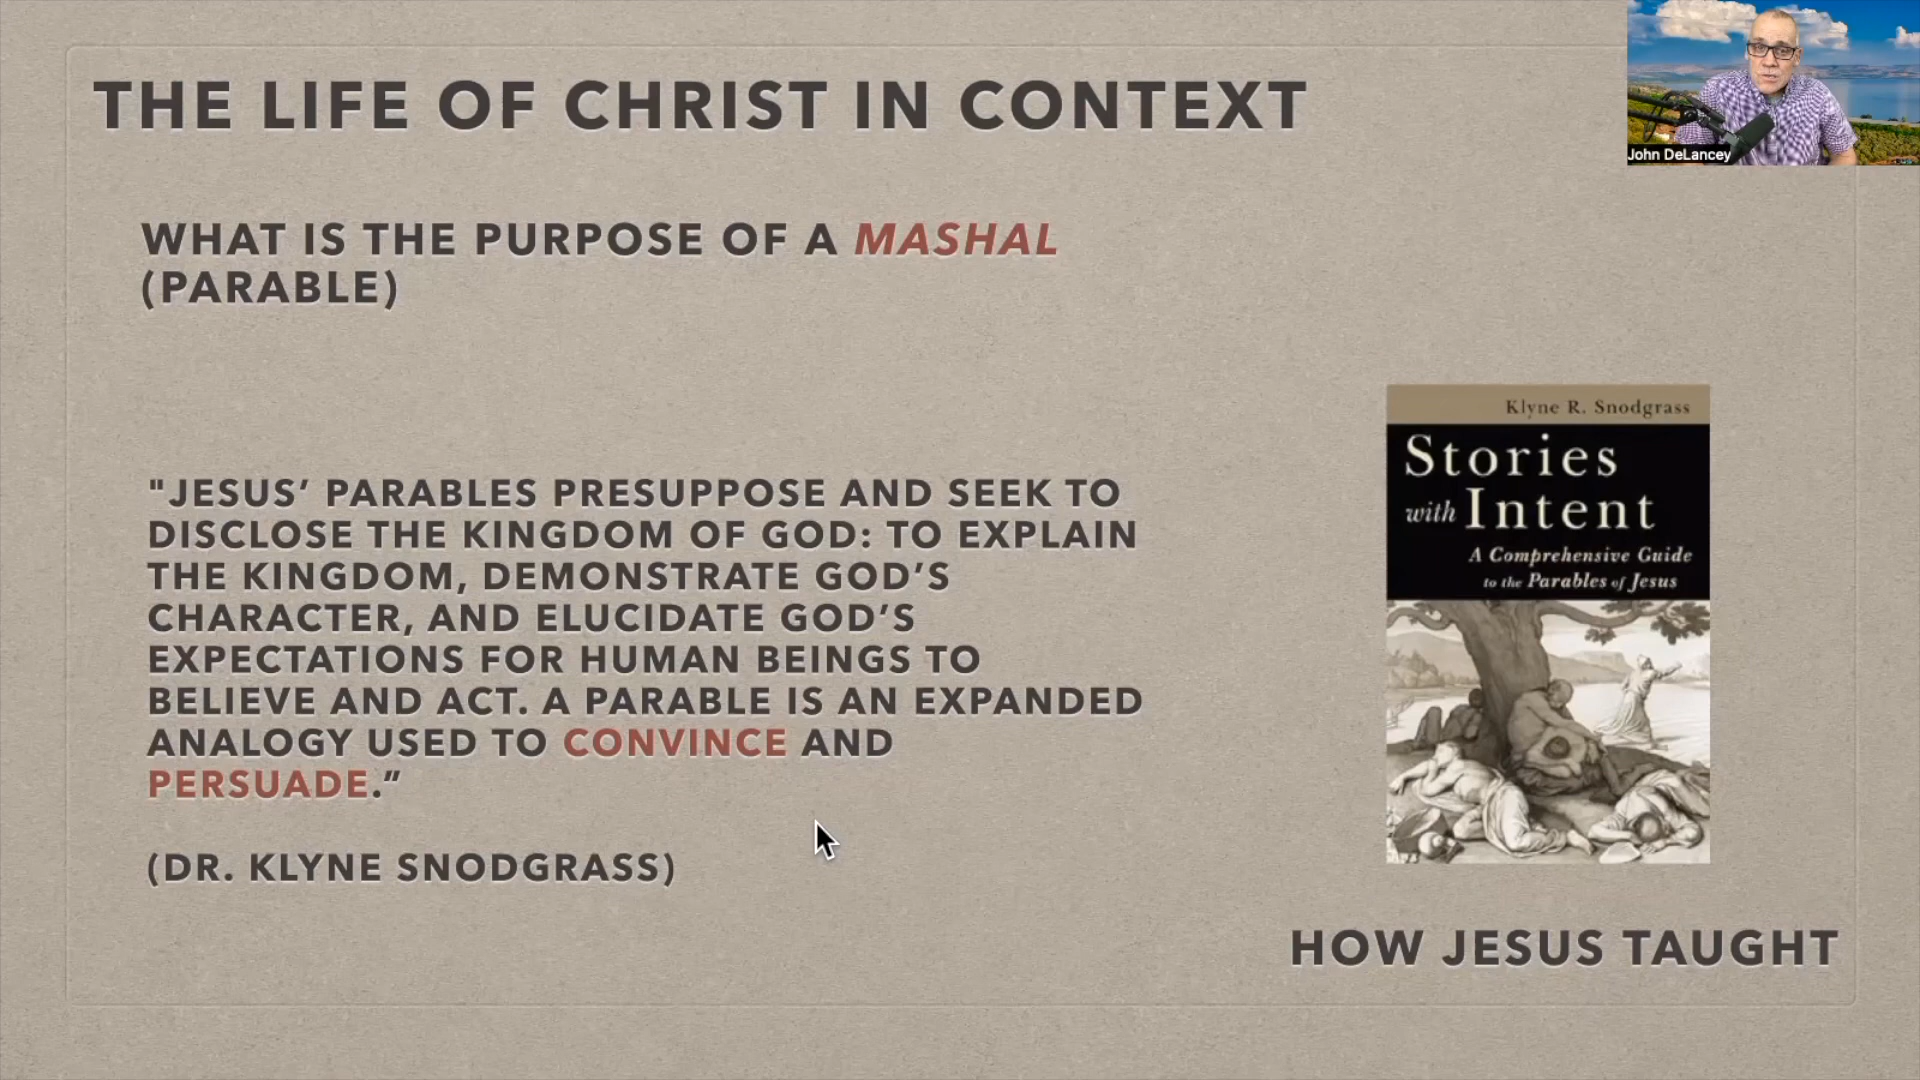 THE LIFE OF CHRIST IN CONTEXT
John DeLancey
WHAT IS THE PURPOSE OF A MASHAL
(PARABLE)
"JESUS’ PARABLES PRESUPPOSE AND SEEK TO
DISCLOSE THE KINGDOM OF GOD: TO EXPLAIN
THE KINGDOM, DEMONSTRATE GOD’S
CHARACTER, AND ELUCIDATE GOD’S
EXPECTATIONS FOR HUMAN BEINGS TO
BELIEVE AND ACT. A PARABLE IS AN EXPANDED
ANALOGY USED TO CONVINCE AND
PERSUADE.”
(DR. KLYNE SNODGRASS)
Klyne R. Snodgrass
Stories
with Intent
A Comprehensive Guide
to the Parables of Jesus
HOW JESUS TAUGHT